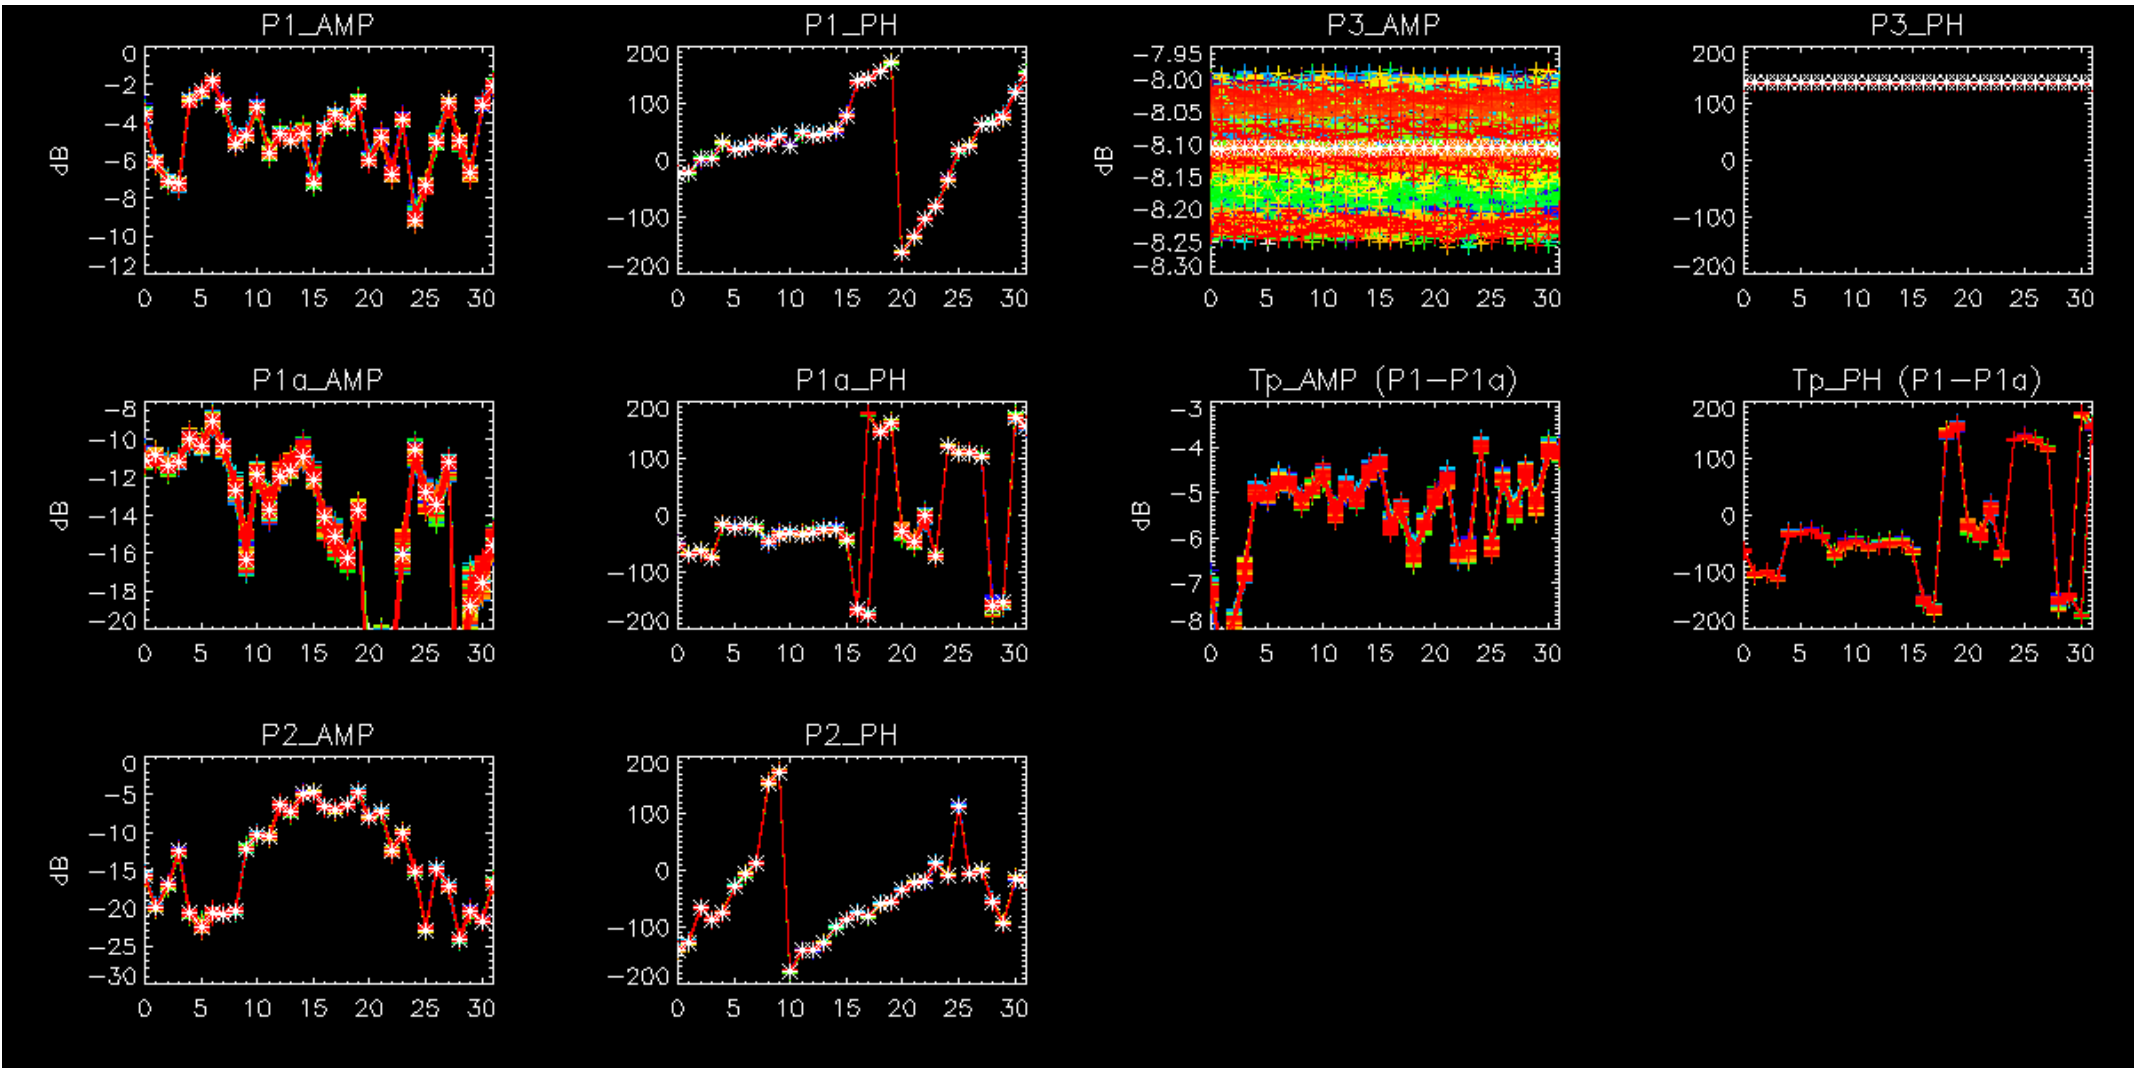 P1_AMP
dB
0
−2
−4
−6
−8
−10
−12
0 5 10 15 20 25 30
P1_PH
200
100
0
−100
−200
0 5 10 15 20 25 30
P3_AMP
dB
−7.95
−8.00
−8.05
−8.10
−8.15
−8.20
−8.25
−8.30
0 5 10 15 20 25 30
P3_PH
200
100
0
−100
−200
0 5 10 15 20 25 30
P1a_AMP
dB
−8
−10
−12
−14
−16
−18
−20
0 5 10 15 20 25 30
P1a_PH
200
100
0
−100
−200
0 5 10 15 20 25 30
Tp_AMP (P1−P1a)
dB
−3
−4
−5
−6
−7
−8
0 5 10 15 20 25 30
Tp_PH (P1−P1a)
200
100
0
−100
−200
0 5 10 15 20 25 30
P2_AMP
dB
0
−5
−10
−15
−20
−25
−30
0 5 10 15 20 25 30
P2_PH
200
100
0
−100
−200
0 5 10 15 20 25 30